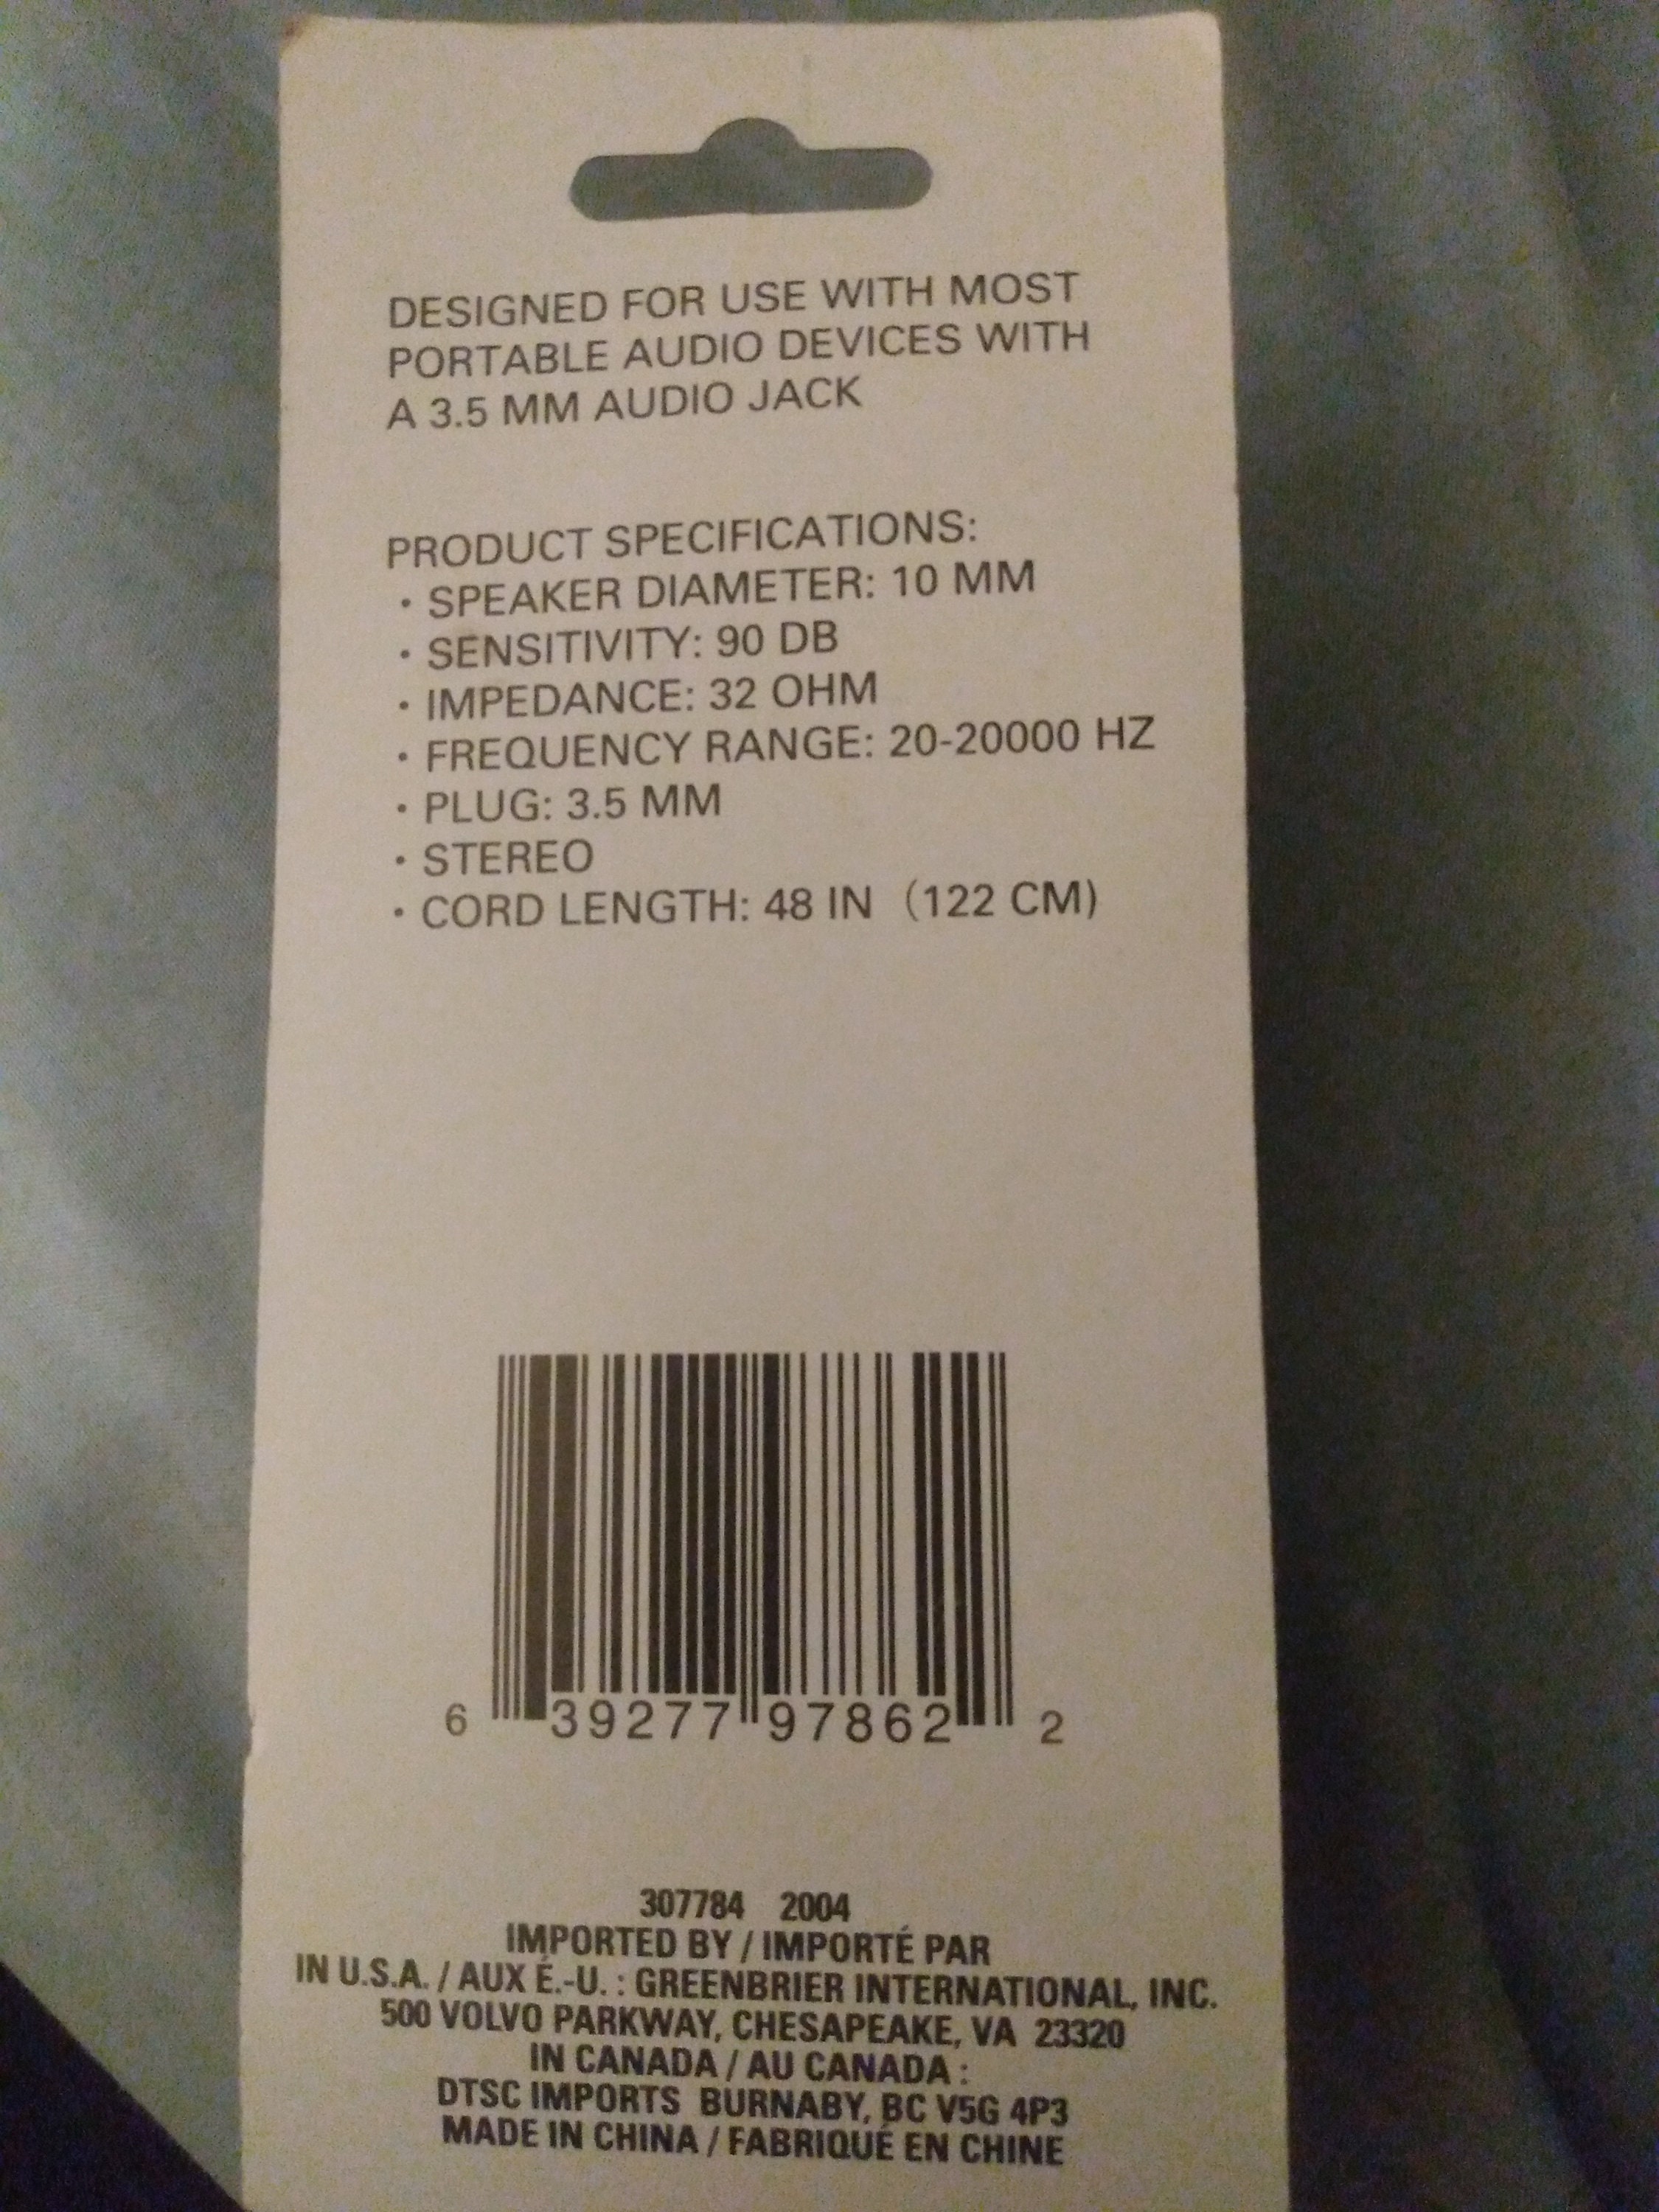 DESIGNED FOR USE WITH MOST
PORTABLE AUDIO DEVICES WITH
A 3.5 MM AUDIO JACK
PRODUCT SPECIFICATIONS:
· SPEAKER DIAMETER: 10 MM
· SENSITIVITY: 90 DB
· IMPEDANCE: 32 OHM
· FREQUENCY RANGE: 20-20000 HZ
· PLUG: 3.5 MM
· STEREO
· CORD LENGTH: 48 IN (122 CM)
6 39277 97862 2
307784 2004
IMPORTED BY / IMPORTÉ PAR
IN U.S.A. / AUX É.-U. : GREENBRIER INTERNATIONAL, INC.
500 VOLVO PARKWAY, CHESAPEAKE, VA 23320
IN CANADA / AU CANADA :
DTSC IMPORTS BURNABY, BC V5G 4P3
MADE IN CHINA / FABRIQUÉ EN CHINE